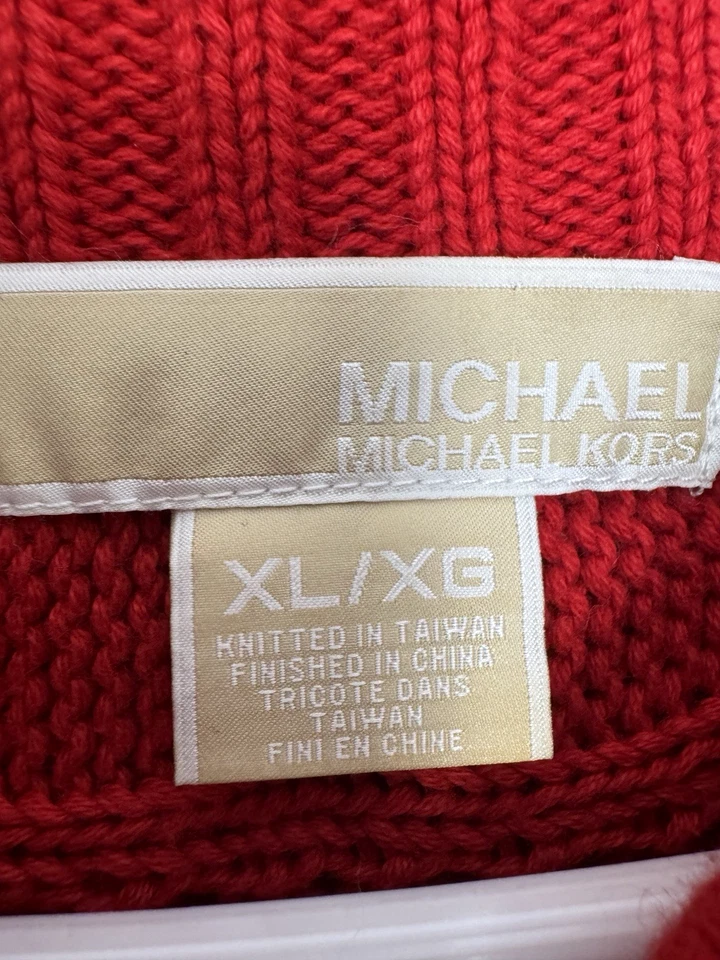 MICHAEL
MICHAEL KORS
XL/XG
KNITTED IN TAIWAN
FINISHED IN CHINA
TRICOTE DANS
TAIWAN
FINI EN CHINE